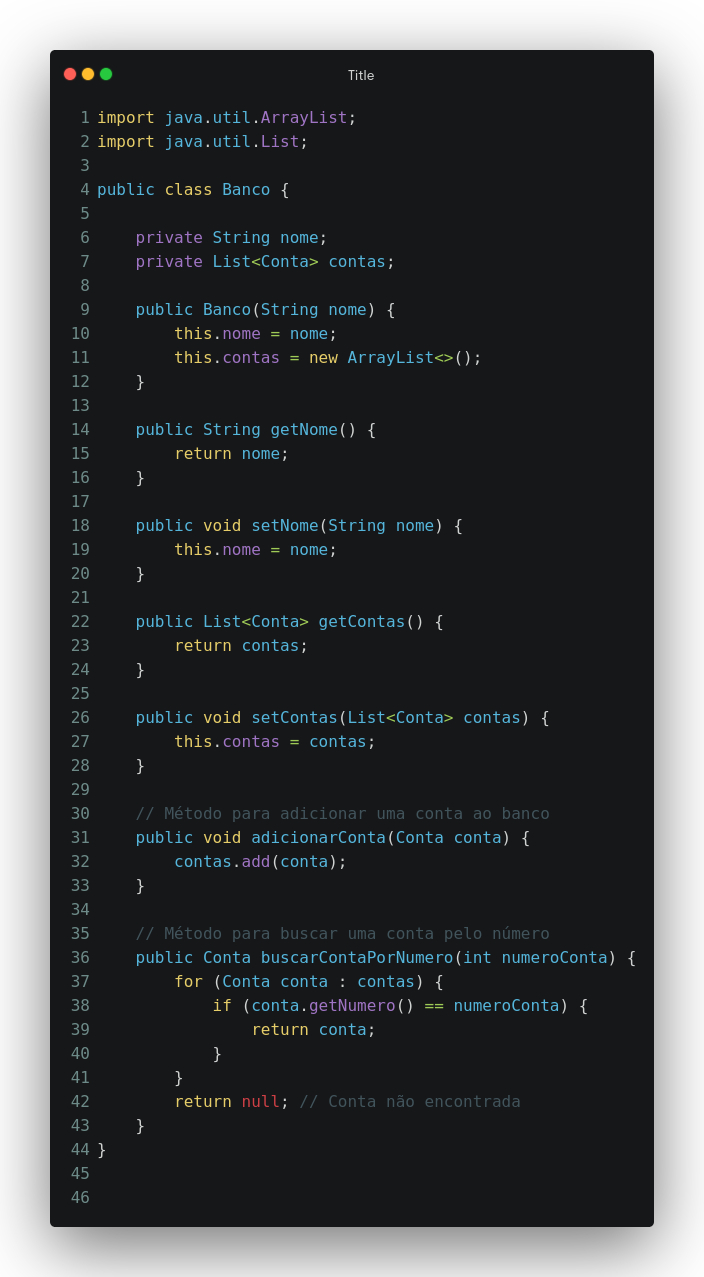 Title
1 import java.util.ArrayList;
2 import java.util.List;
3
4 public class Banco {
5
6     private String nome;
7     private List<Conta> contas;
8
9     public Banco(String nome) {
10         this.nome = nome;
11         this.contas = new ArrayList<>();
12     }
13
14     public String getNome() {
15         return nome;
16     }
17
18     public void setNome(String nome) {
19         this.nome = nome;
20     }
21
22     public List<Conta> getContas() {
23         return contas;
24     }
25
26     public void setContas(List<Conta> contas) {
27         this.contas = contas;
28     }
29
30     // Método para adicionar uma conta ao banco
31     public void adicionarConta(Conta conta) {
32         contas.add(conta);
33     }
34
35     // Método para buscar uma conta pelo número
36     public Conta buscarContaPorNumero(int numeroConta) {
37         for (Conta conta : contas) {
38             if (conta.getNumero() == numeroConta) {
39                 return conta;
40             }
41         }
42         return null; // Conta não encontrada
43     }
44 }
45
46